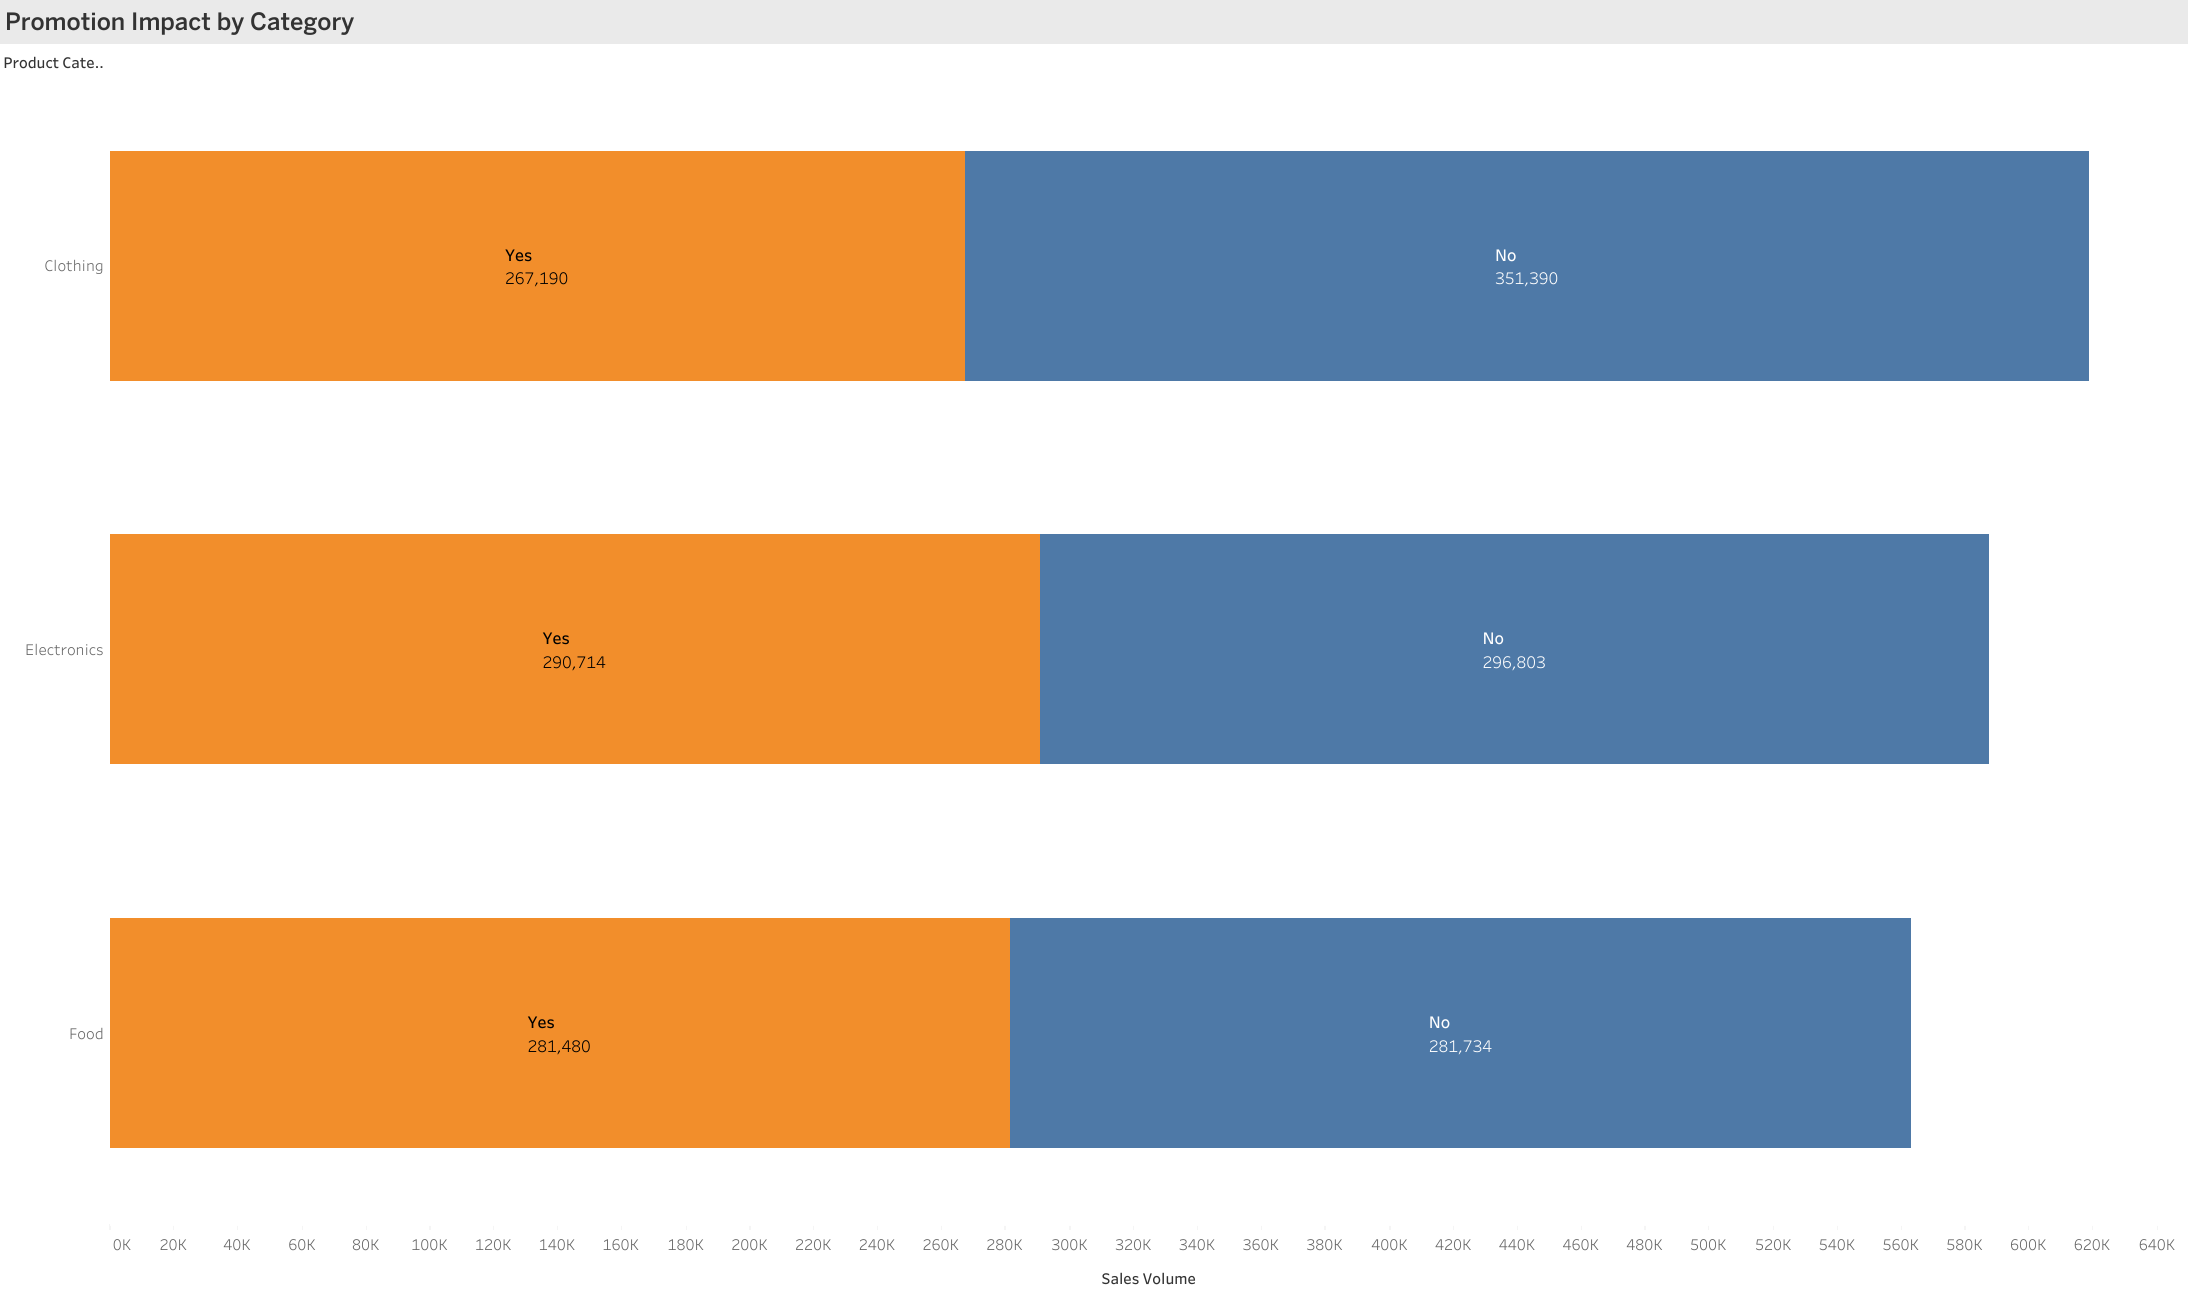 Promotion Impact by Category
Product Cate..
Clothing
Yes
267,190
No
351,390
Electronics
Yes
290,714
No
296,803
Food
Yes
281,480
No
281,734
0K 20K 40K 60K 80K 100K 120K 140K 160K 180K 200K 220K 240K 260K 280K 300K 320K 340K 360K 380K 400K 420K 440K 460K 480K 500K 520K 540K 560K 580K 600K 620K 640K
Sales Volume